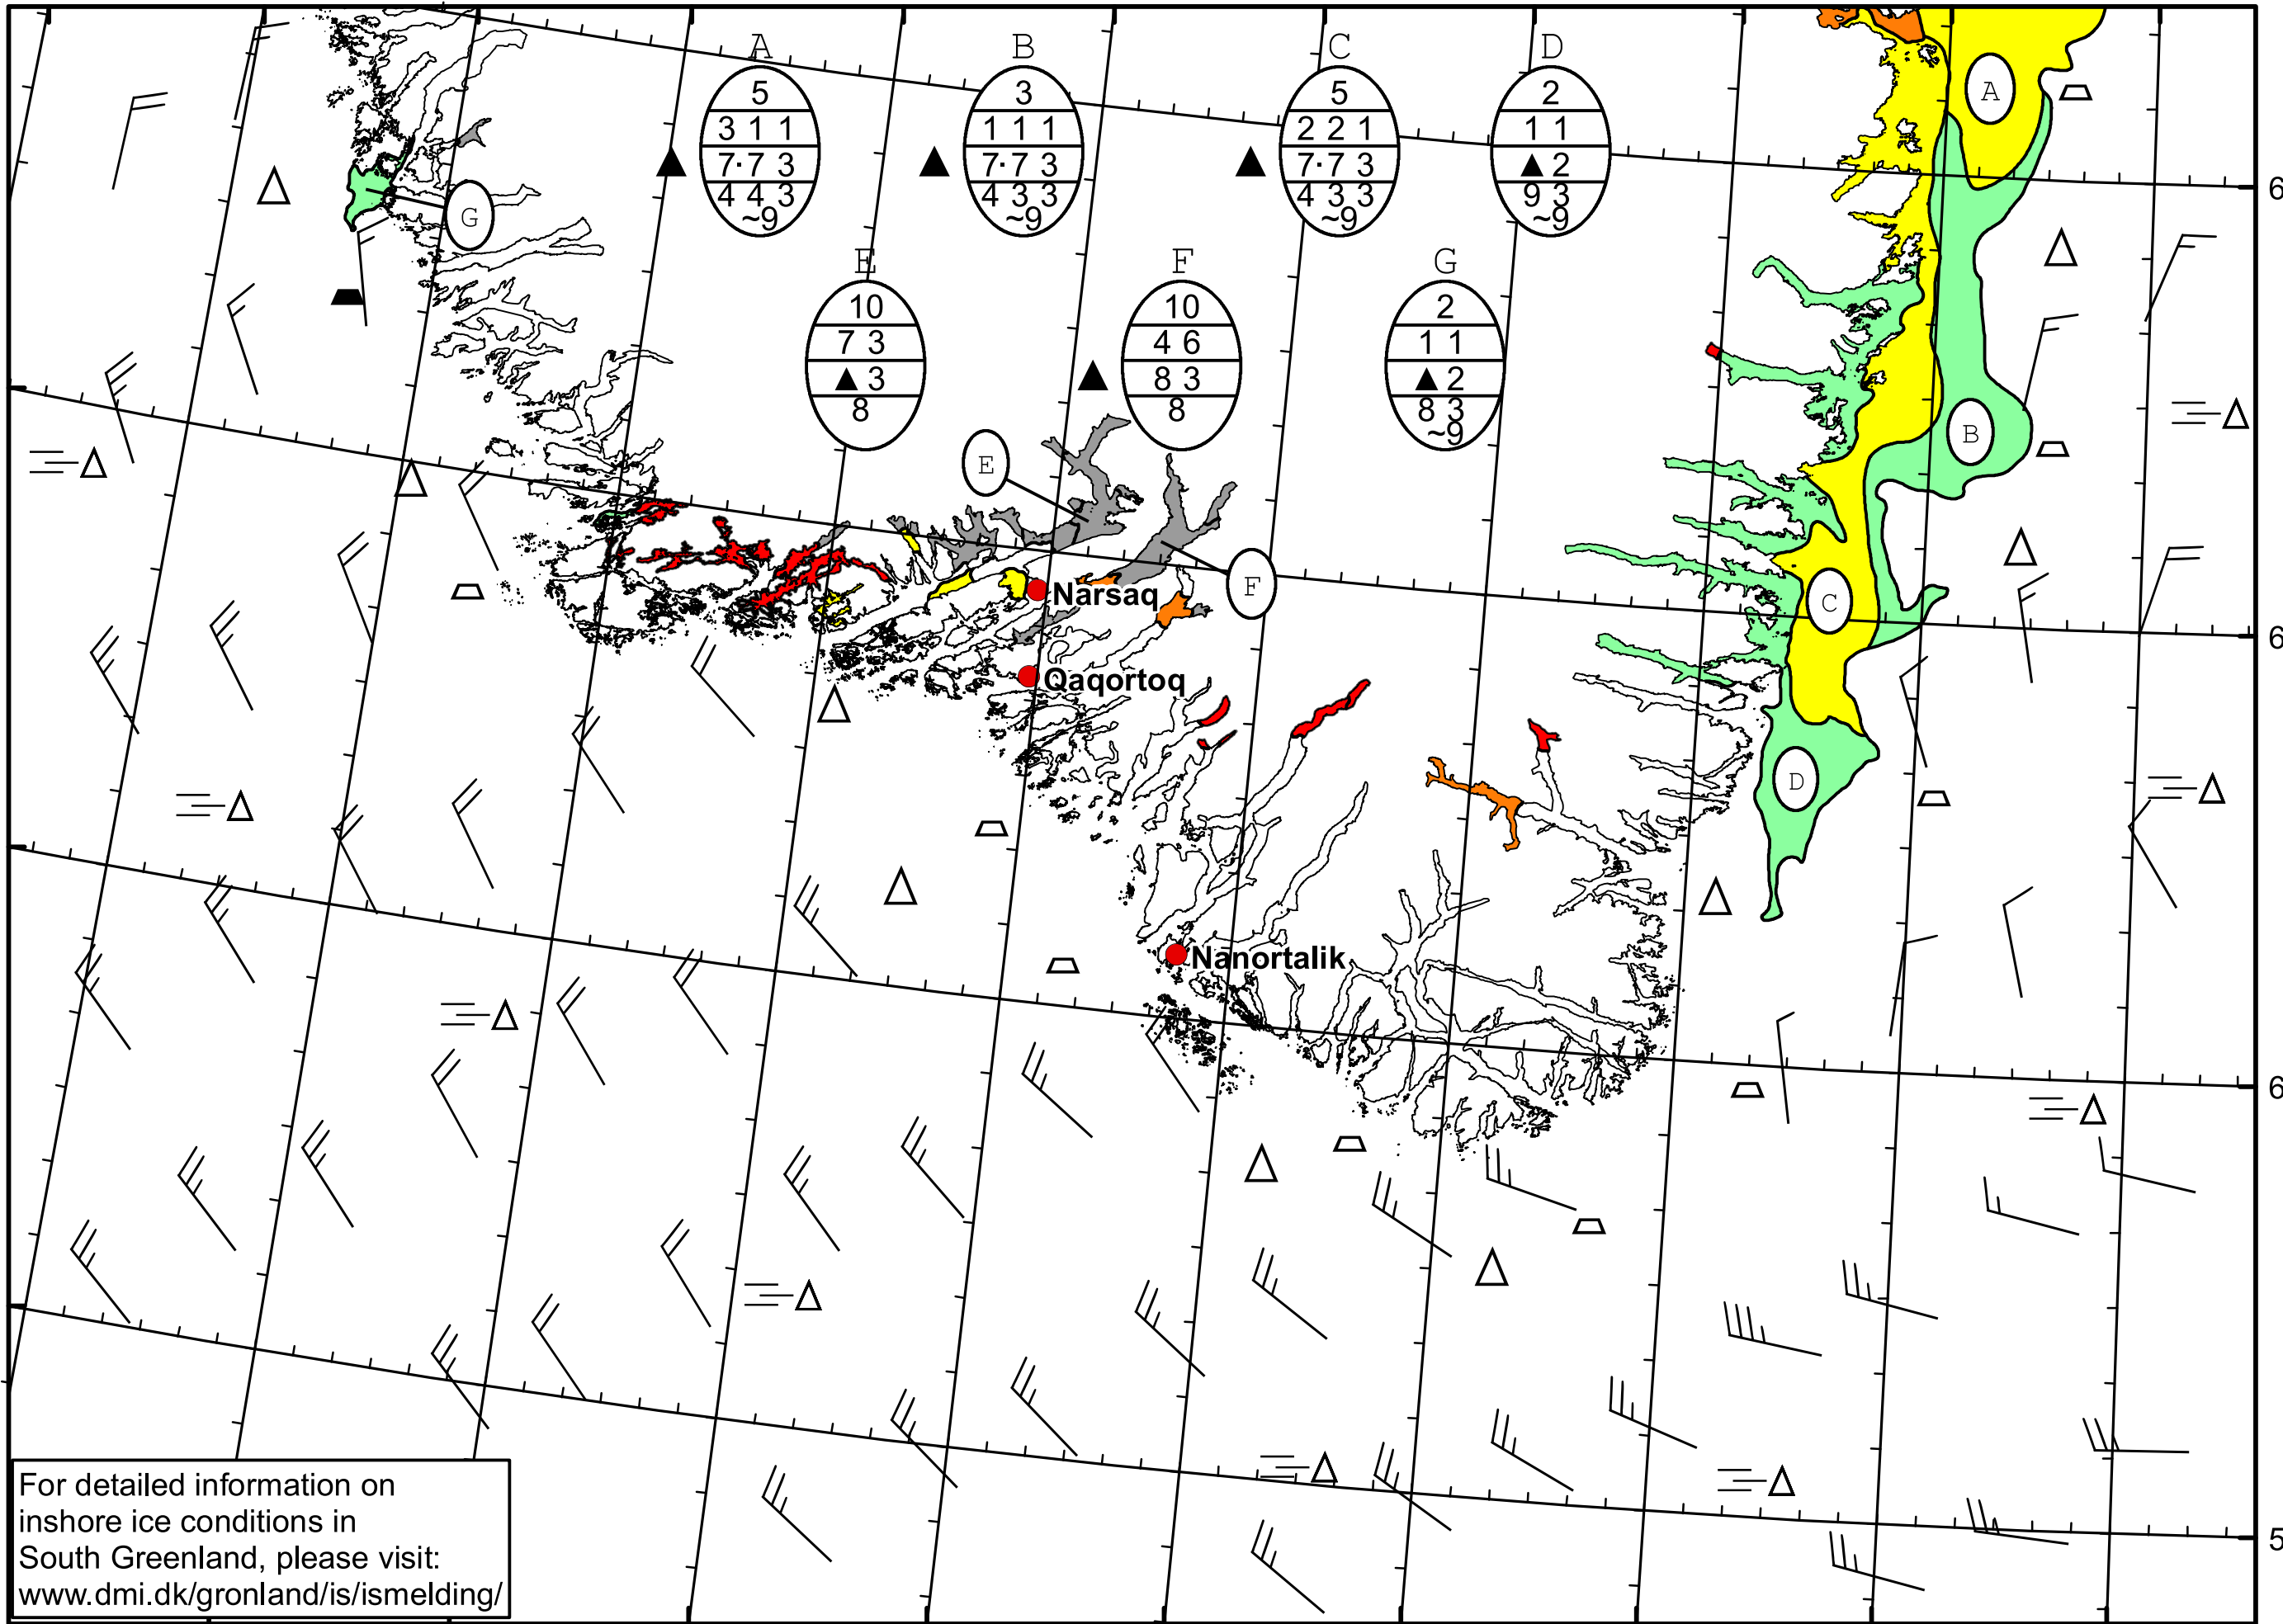 A B C D
5 3 5 2
3 1 1 1 1 1 2 2 1 1 1
7·7 3 7·7 3 7·7 3 ▲ 2
4 4 3 4 3 3 4 3 3 9 3
~9 ~9 ~9 ~9
A
6
G
E F G
10 10 2
7 3 4 6 1 1
▲ 3 8 3 ▲ 2
8 8 8 3
~9
B
E
F
Narsaq
C
6
Qaqortoq
D
Nanortalik
6
For detailed information on
inshore ice conditions in
South Greenland, please visit:
www.dmi.dk/gronland/is/ismelding/
5